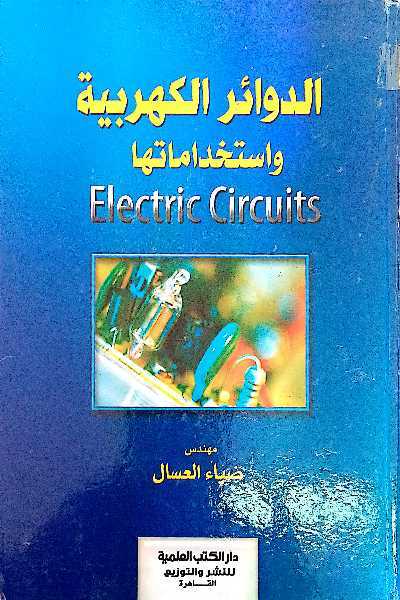 الدوائر الكهربية
واستخداماتها
Electric Circuits
مهندس
ضياء العسال
دار الكتب العلمية
للنشر والتوزيع
القاهرة